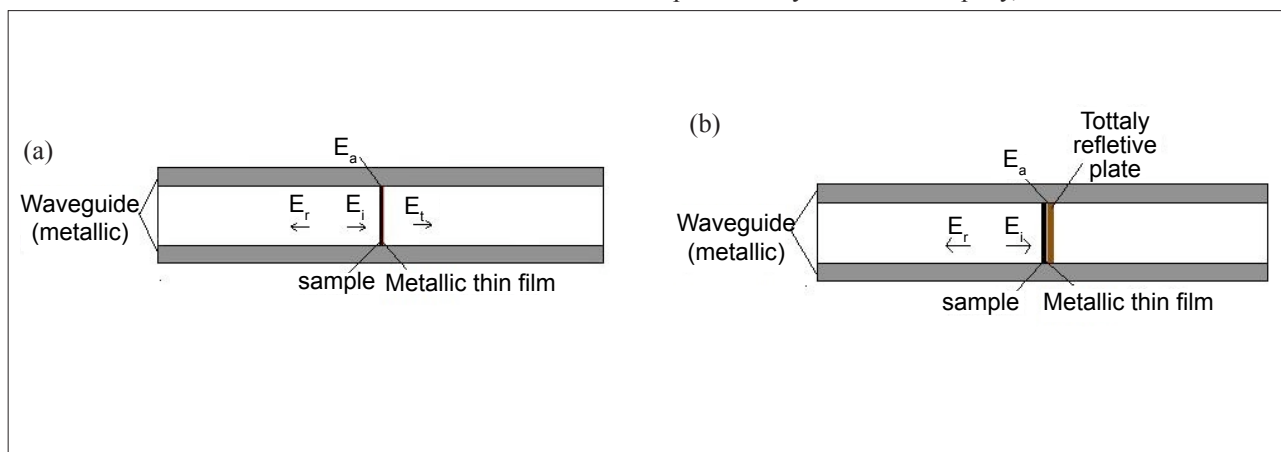 (a)
E_a
Waveguide
(metallic)
E_r
E_i
E_t
sample
Metallic thin film
(b)
Tottaly
refletive
plate
E_a
Waveguide
(metallic)
E_r
E_i
sample
Metallic thin film